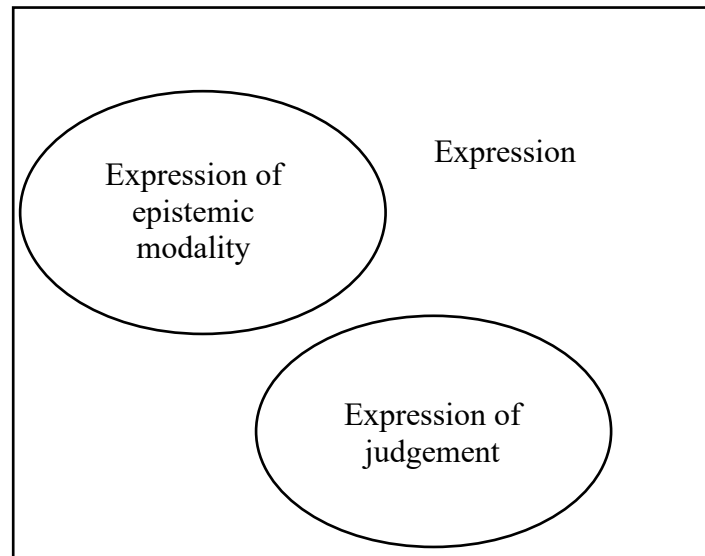 Expression of
epistemic
modality
Expression
Expression of
judgement